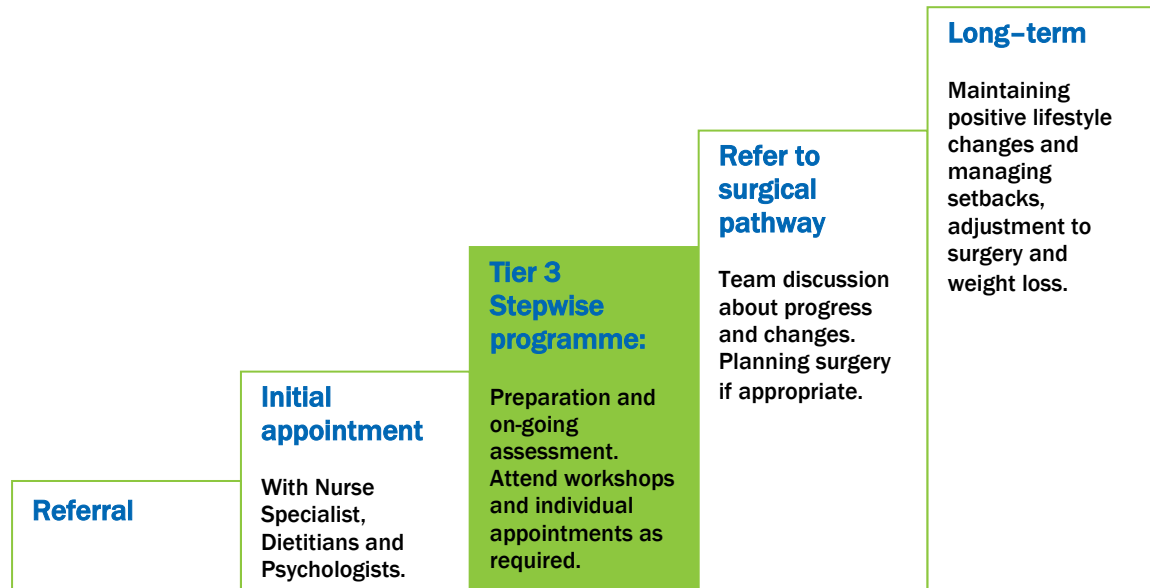 Referral
Initial
appointment
With Nurse
Specialist,
Dietitians and
Psychologists.
Tier 3
Stepwise
programme:
Preparation and
on-going
assessment.
Attend workshops
and individual
appointments as
required.
Refer to
surgical
pathway
Team discussion
about progress
and changes.
Planning surgery
if appropriate.
Long–term
Maintaining
positive lifestyle
changes and
managing
setbacks,
adjustment to
surgery and
weight loss.